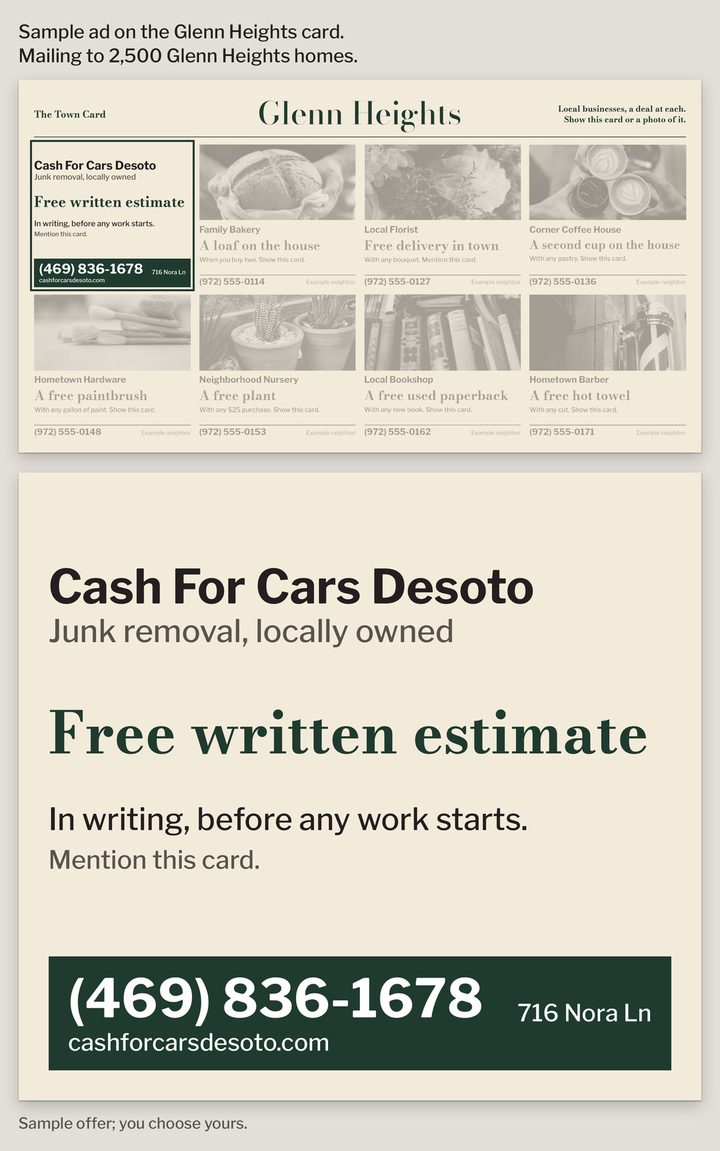 Sample ad on the Glenn Heights card.
Mailing to 2,500 Glenn Heights homes.
The Town Card
Glenn Heights
Local businesses, a deal at each.
Show this card or a photo of it.
Cash For Cars Desoto
Junk removal, locally owned
Free written estimate
In writing, before any work starts.
Mention this card.
(469) 836-1678
716 Nora Ln
cashforcarsdesoto.com
Family Bakery
A loaf on the house
When you buy two. Show this card.
(972) 555-0114
Example neighbor
Local Florist
Free delivery in town
With any bouquet. Mention this card.
(972) 555-0127
Example neighbor
Corner Coffee House
A second cup on the house
With any pastry. Show this card.
(972) 555-0136
Example neighbor
Hometown Hardware
A free paintbrush
With any gallon of paint. Show this card.
(972) 555-0148
Example neighbor
Neighborhood Nursery
A free plant
With any $25 purchase. Show this card.
(972) 555-0153
Example neighbor
Local Bookshop
A free used paperback
With any new book. Show this card.
(972) 555-0162
Example neighbor
Hometown Barber
A free hot towel
With any cut. Show this card.
(972) 555-0171
Example neighbor
Cash For Cars Desoto
Junk removal, locally owned
Free written estimate
In writing, before any work starts.
Mention this card.
(469) 836-1678
716 Nora Ln
cashforcarsdesoto.com
Sample offer; you choose yours.